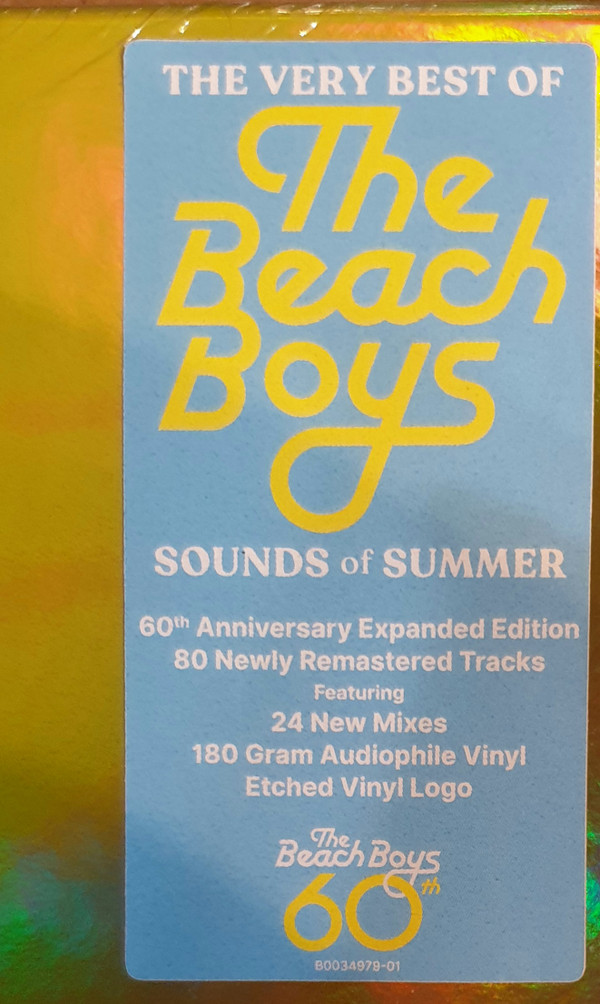 THE VERY BEST OF
The
Beach
Boys
SOUNDS of SUMMER
60th Anniversary Expanded Edition
80 Newly Remastered Tracks
Featuring
24 New Mixes
180 Gram Audiophile Vinyl
Etched Vinyl Logo
The
Beach Boys
60th
B0034979-01